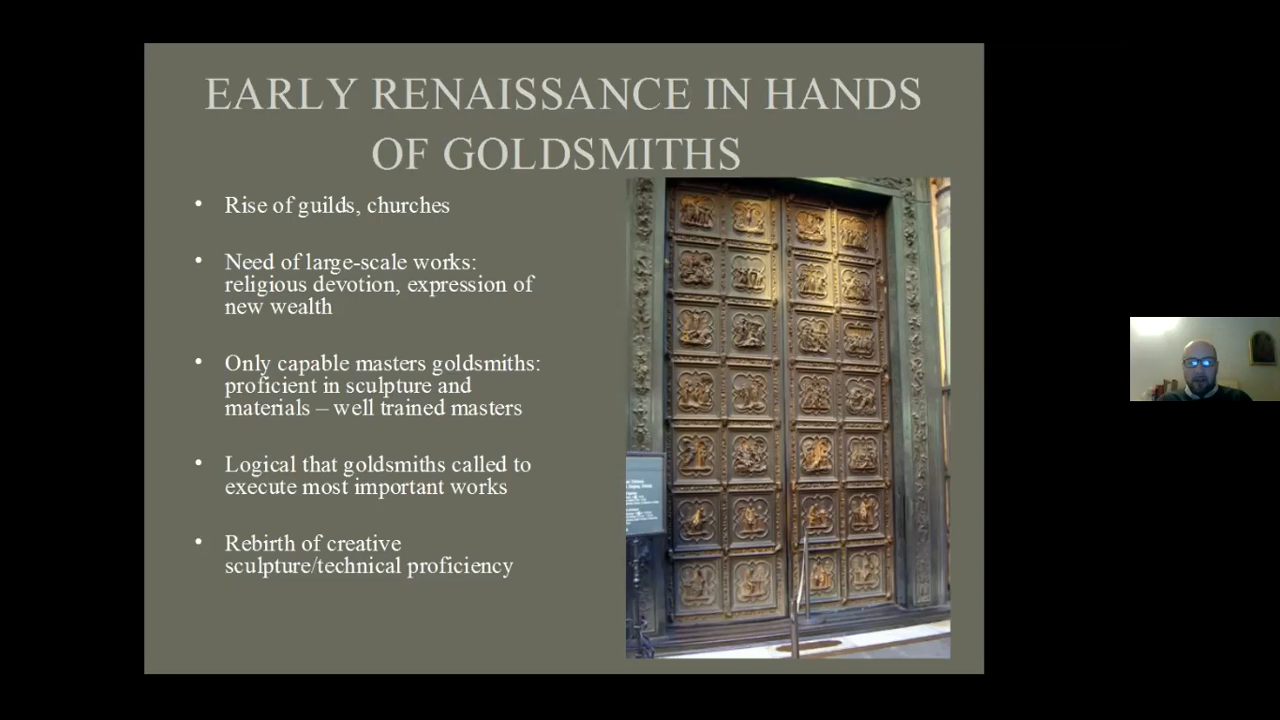 EARLY RENAISSANCE IN HANDS
OF GOLDSMITHS
• Rise of guilds, churches
• Need of large-scale works:
religious devotion, expression of
new wealth
• Only capable masters goldsmiths:
proficient in sculpture and
materials – well trained masters
• Logical that goldsmiths called to
execute most important works
• Rebirth of creative
sculpture/technical proficiency